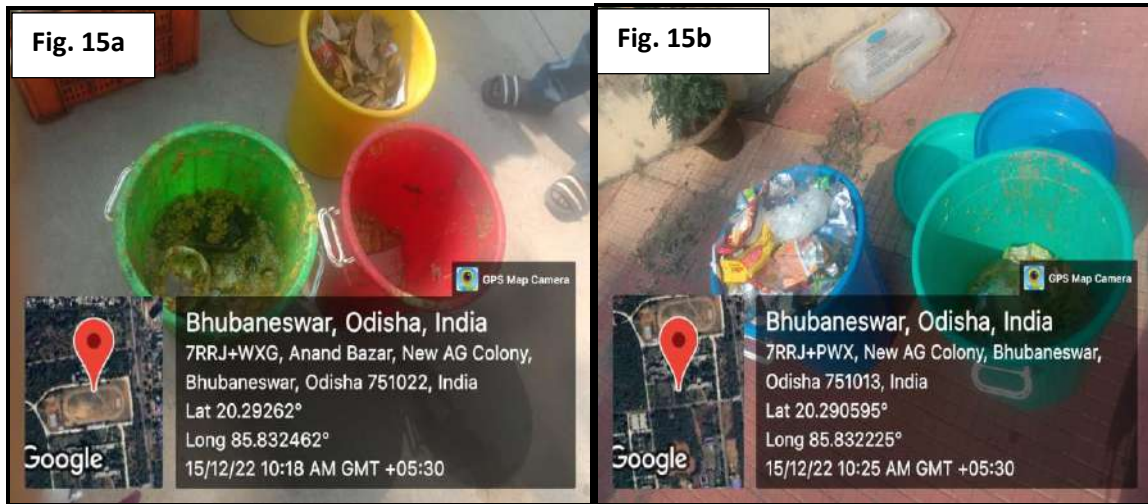 Fig. 15a
GPS Map Camera
Bhubaneswar, Odisha, India
7RRJ+WXG, Anand Bazar, New AG Colony,
Bhubaneswar, Odisha 751022, India
Lat 20.29262°
Long 85.832462°
15/12/22 10:18 AM GMT +05:30
Google
Fig. 15b
GPS Map Camera
Bhubaneswar, Odisha, India
7RRJ+PWX, New AG Colony, Bhubaneswar,
Odisha 751013, India
Lat 20.290595°
Long 85.832225°
15/12/22 10:25 AM GMT +05:30
Google